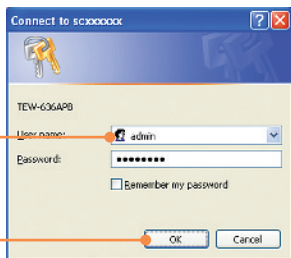 Connect to scxxxxxx
TEW-636APB
User name:
admin
Password:
••••••••
Remember my password
OK
Cancel